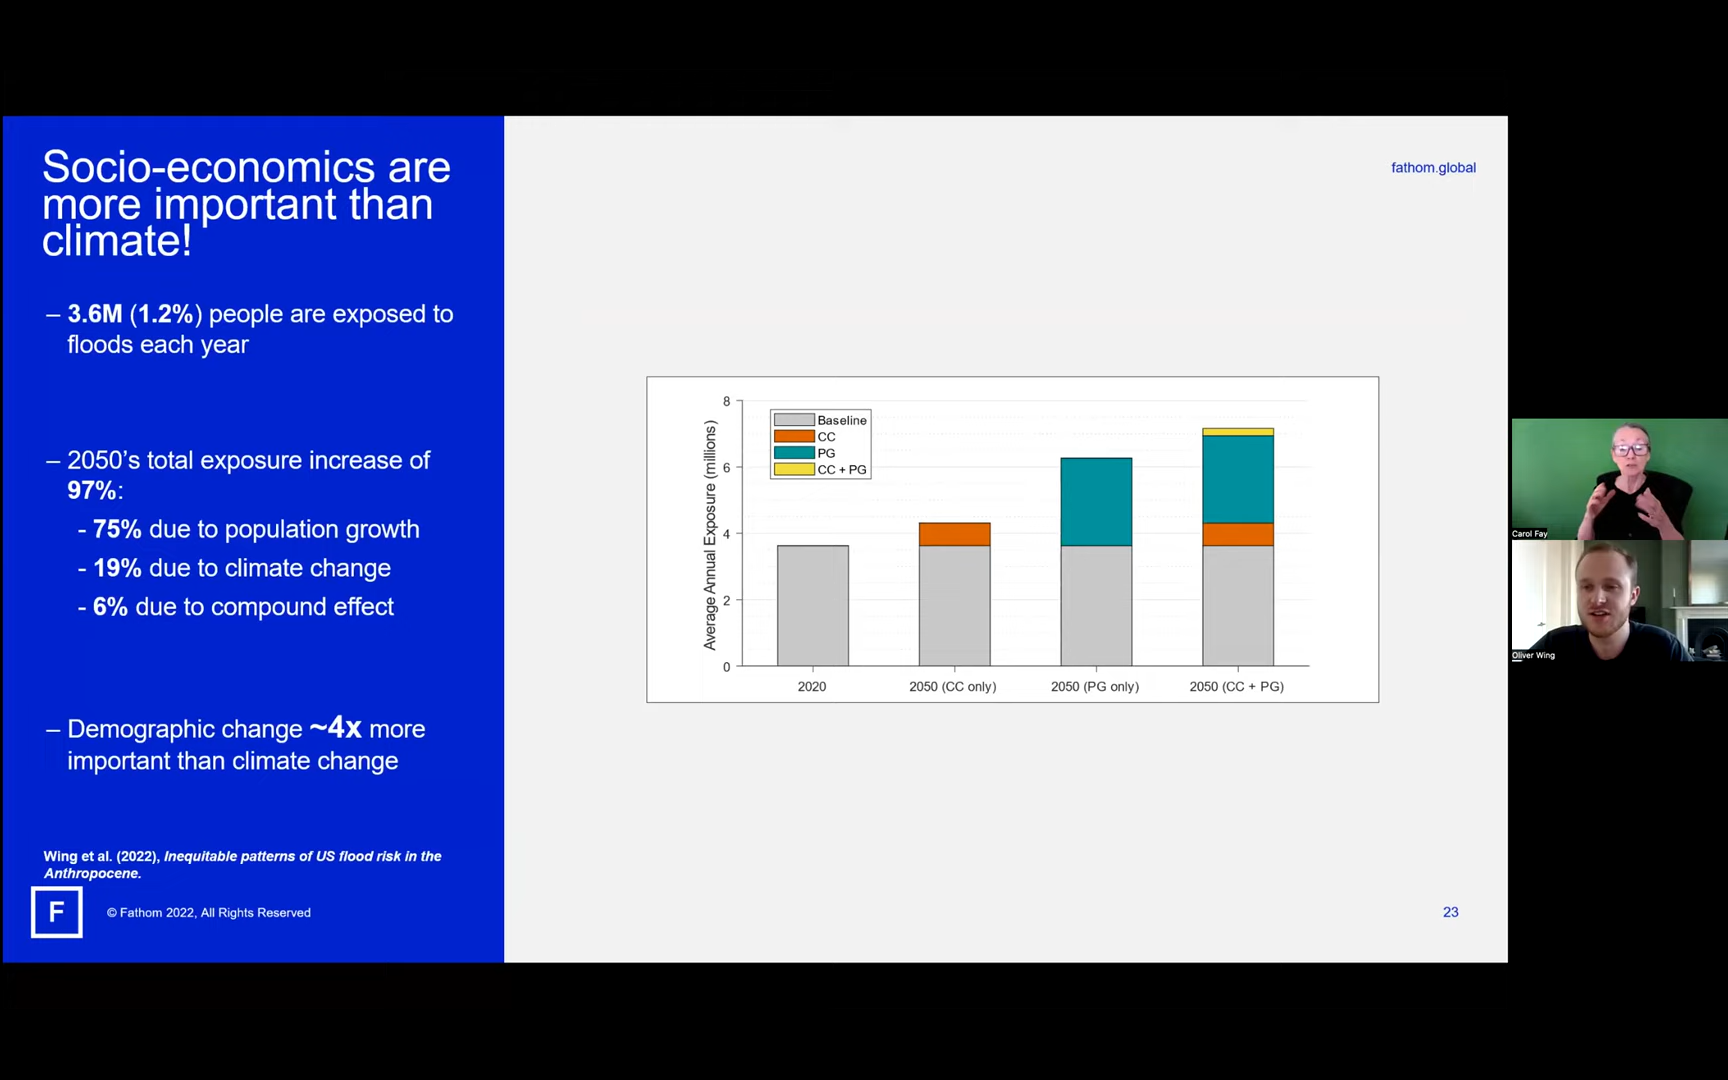 Socio-economics are
more important than
climate!
– 3.6M (1.2%) people are exposed to
floods each year
– 2050's total exposure increase of
97%:
- 75% due to population growth
- 19% due to climate change
- 6% due to compound effect
– Demographic change ~4x more
important than climate change
Wing et al. (2022), Inequitable patterns of US flood risk in the
Anthropocene.
F
© Fathom 2022, All Rights Reserved
fathom.global
Average Annual Exposure (millions)
8
6
4
2
0
Baseline
CC
PG
CC + PG
2020
2050 (CC only)
2050 (PG only)
2050 (CC + PG)
23
Carol Fay
Oliver Wing